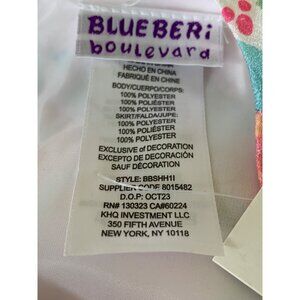 BLUEBERi
boulevard
MADE IN CHINA
HECHO EN CHINA
FABRIQUÉ EN CHINE
BODY/CUERPO/CORPS:
100% POLYESTER
100% POLIÉSTER
100% POLYESTER
SKIRT/FALDA/JUPE:
100% POLYESTER
100% POLIÉSTER
100% POLYESTER
EXCLUSIVE of DECORATION
EXCEPTO DE DECORACIÓN
SAUF DE DÉCORATION
STYLE: BBSHH1I
SUPPLIER CODE 8015482
D.O.P: OCT23
RN# 130323 CA#60224
KHQ INVESTMENT LLC
350 FIFTH AVENUE
NEW YORK, NY 10118